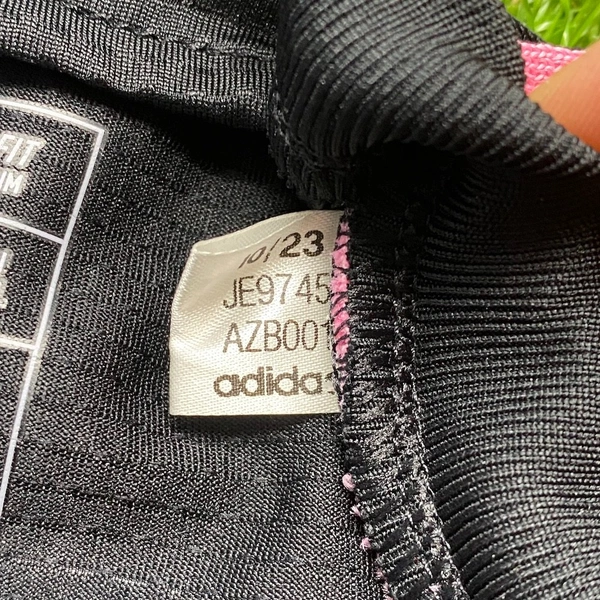 FIT
10/23
JE9745
AZB001
adidas